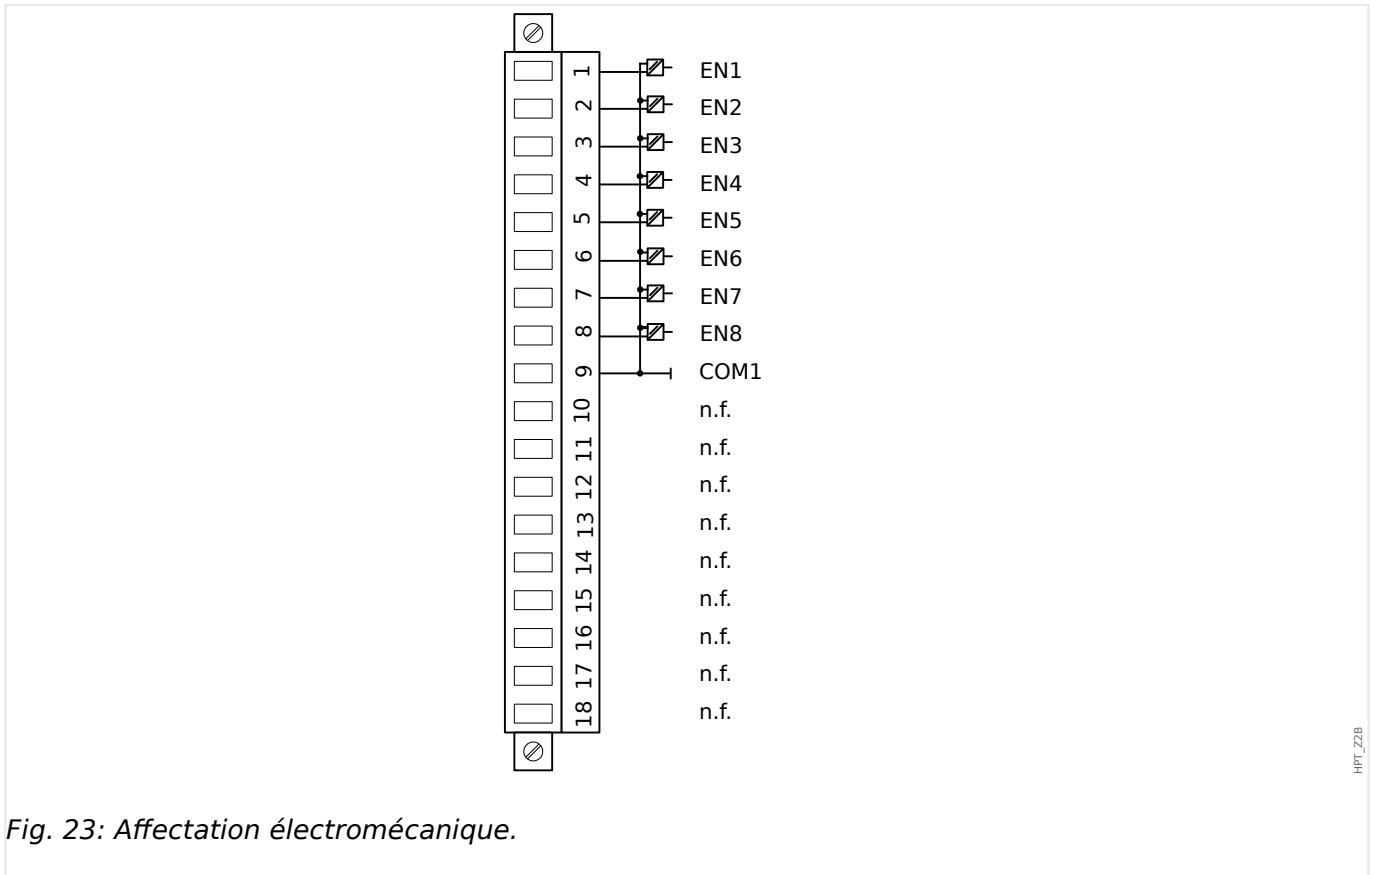 1 EN1
2 EN2
3 EN3
4 EN4
5 EN5
6 EN6
7 EN7
8 EN8
9 COM1
10 n.f.
11 n.f.
12 n.f.
13 n.f.
14 n.f.
15 n.f.
16 n.f.
17 n.f.
18 n.f.
HPT_Z2B
Fig. 23: Affectation électromécanique.